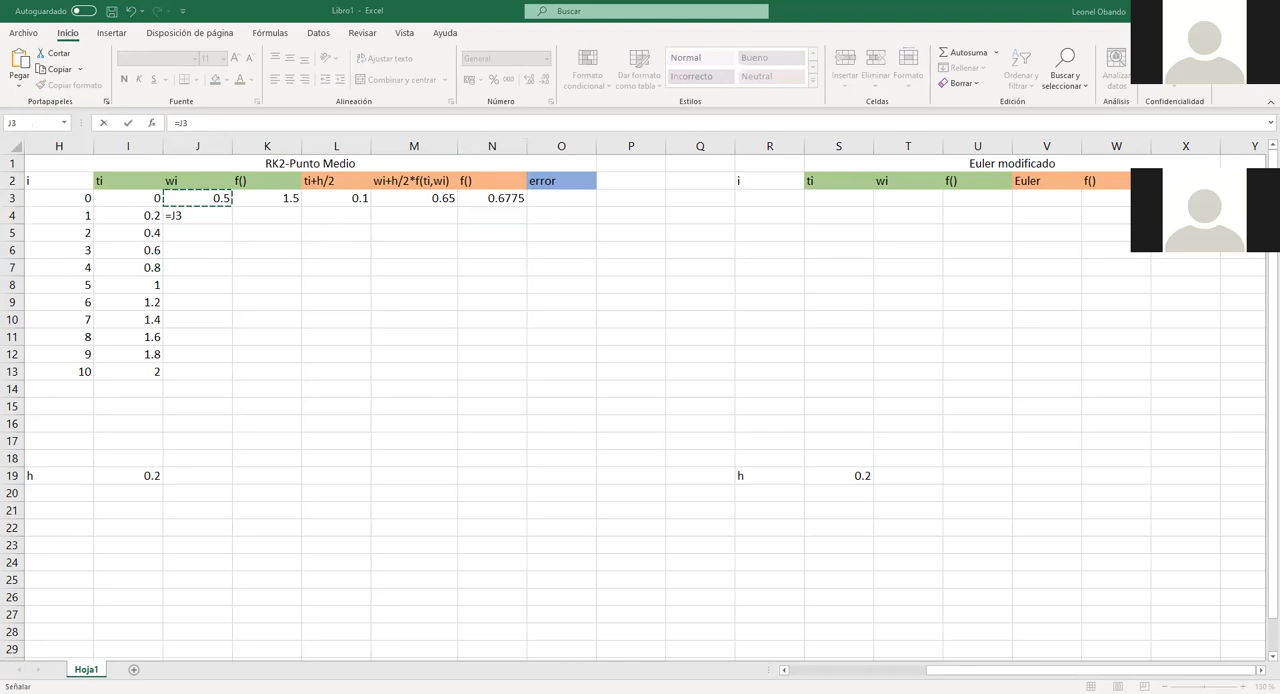 Autoguardado
Libro1 - Excel
Buscar
Leonel Obando
Archivo Inicio Insertar Disposición de página Fórmulas Datos Revisar Vista Ayuda
Pegar
Cortar
Copiar
Copiar formato
Portapapeles
11 A A
N K S
Fuente
Ajustar texto
Combinar y centrar
Alineación
General
% 000
Número
Formato condicional
Dar formato como tabla
Normal Bueno
Incorrecto Neutral
Estilos
Insertar Eliminar Formato
Celdas
Autosuma
Rellenar
Borrar
Ordenar y filtrar
Buscar y seleccionar
Edición
Analizar datos
Análisis
Confidencialidad
J3 fx =J3
H I J K L M N O P Q R S T U V W X Y
1 RK2-Punto Medio Euler modificado
2 i ti wi f() ti+h/2 wi+h/2*f(ti,wi) f() error i ti wi f() Euler f()
3 0 0 0.5 1.5 0.1 0.65 0.6775
4 1 0.2 =J3
5 2 0.4
6 3 0.6
7 4 0.8
8 5 1
9 6 1.2
10 7 1.4
11 8 1.6
12 9 1.8
13 10 2
14
15
16
17
18
19 h 0.2 h 0.2
20
21
22
23
24
25
26
27
28
29
Hoja1
Señalar
130 %